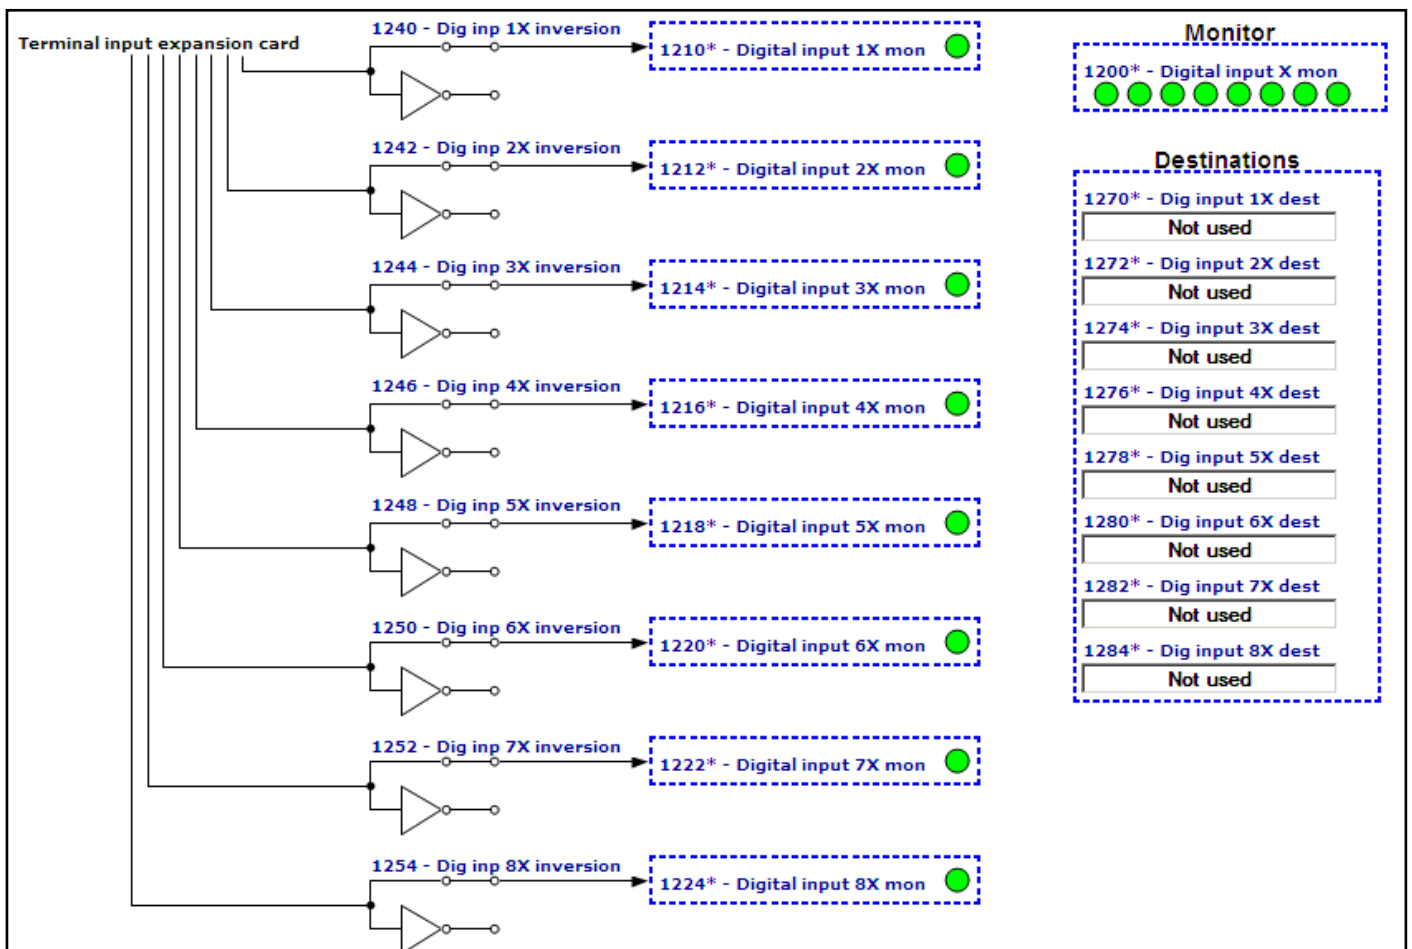 Terminal input expansion card
1240 - Dig inp 1X inversion
1210* - Digital input 1X mon
1242 - Dig inp 2X inversion
1212* - Digital input 2X mon
1244 - Dig inp 3X inversion
1214* - Digital input 3X mon
1246 - Dig inp 4X inversion
1216* - Digital input 4X mon
1248 - Dig inp 5X inversion
1218* - Digital input 5X mon
1250 - Dig inp 6X inversion
1220* - Digital input 6X mon
1252 - Dig inp 7X inversion
1222* - Digital input 7X mon
1254 - Dig inp 8X inversion
1224* - Digital input 8X mon
Monitor
1200* - Digital input X mon
Destinations
1270* - Dig input 1X dest
Not used
1272* - Dig input 2X dest
Not used
1274* - Dig input 3X dest
Not used
1276* - Dig input 4X dest
Not used
1278* - Dig input 5X dest
Not used
1280* - Dig input 6X dest
Not used
1282* - Dig input 7X dest
Not used
1284* - Dig input 8X dest
Not used